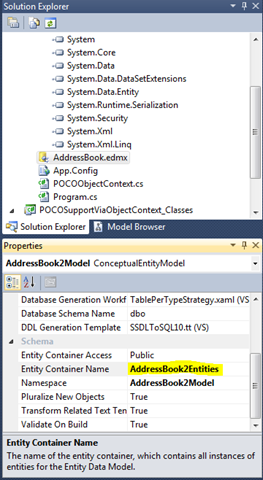 Solution Explorer
System
System.Core
System.Data
System.Data.DataSetExtensions
System.Data.Entity
System.Runtime.Serialization
System.Security
System.Xml
System.Xml.Linq
AddressBook.edmx
App.Config
POCOObjectContext.cs
Program.cs
POCOSupportViaObjectContext_Classes
Solution Explorer Model Browser
Properties
AddressBook2Model ConceptualEntityModel
Database Generation Workf TablePerTypeStrategy.xaml (VS)
Database Schema Name dbo
DDL Generation Template SSDLToSQL10.tt (VS)
Schema
Entity Container Access Public
Entity Container Name AddressBook2Entities
Namespace AddressBook2Model
Pluralize New Objects True
Transform Related Text Ten True
Validate On Build True
Entity Container Name
The name of the entity container, which contains all instances of entities for the Entity Data Model.